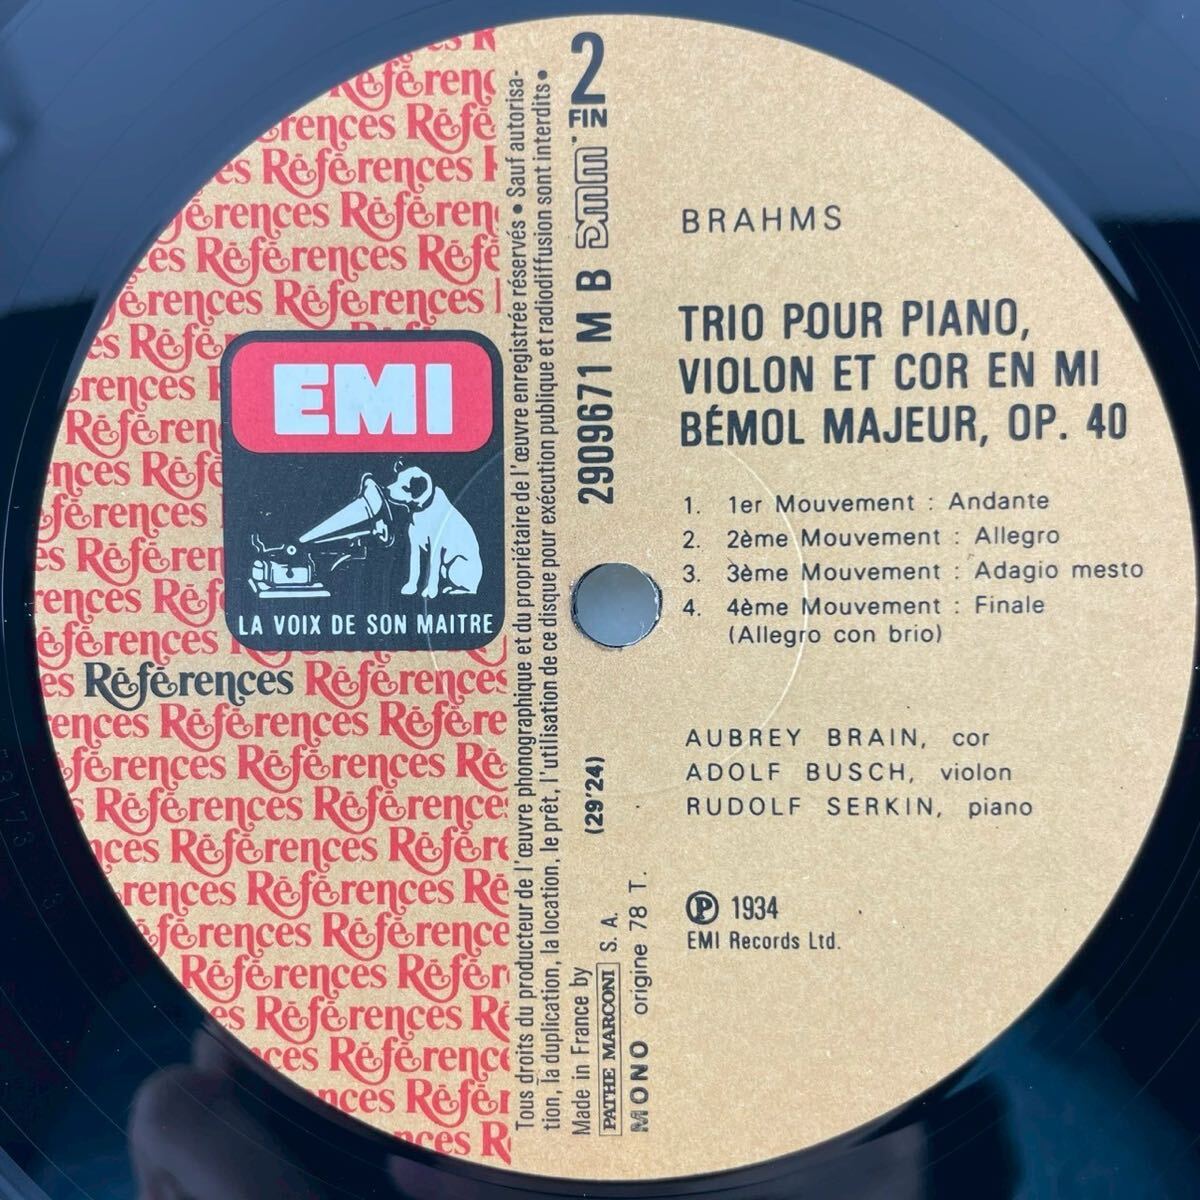 EMI
LA VOIX DE SON MAITRE
Références
Tous droits du producteur de l'œuvre phonographique et du propriétaire de l'œuvre enregistrée réservés • Sauf autorisa-
tion, la duplication, la location, le prêt, l'utilisation de ce disque pour exécution publique et radiodiffusion sont interdits •
Made in France by
PATHE MARCONI S. A.
(29'24)
MONO origine 78 T.
2909671 M B DMM
2
FIN
BRAHMS
TRIO POUR PIANO,
VIOLON ET COR EN MI
BÉMOL MAJEUR, OP. 40
1. 1er Mouvement : Andante
2. 2ème Mouvement : Allegro
3. 3ème Mouvement : Adagio mesto
4. 4ème Mouvement : Finale
(Allegro con brio)
AUBREY BRAIN, cor
ADOLF BUSCH, violon
RUDOLF SERKIN, piano
Ⓟ 1934
EMI Records Ltd.